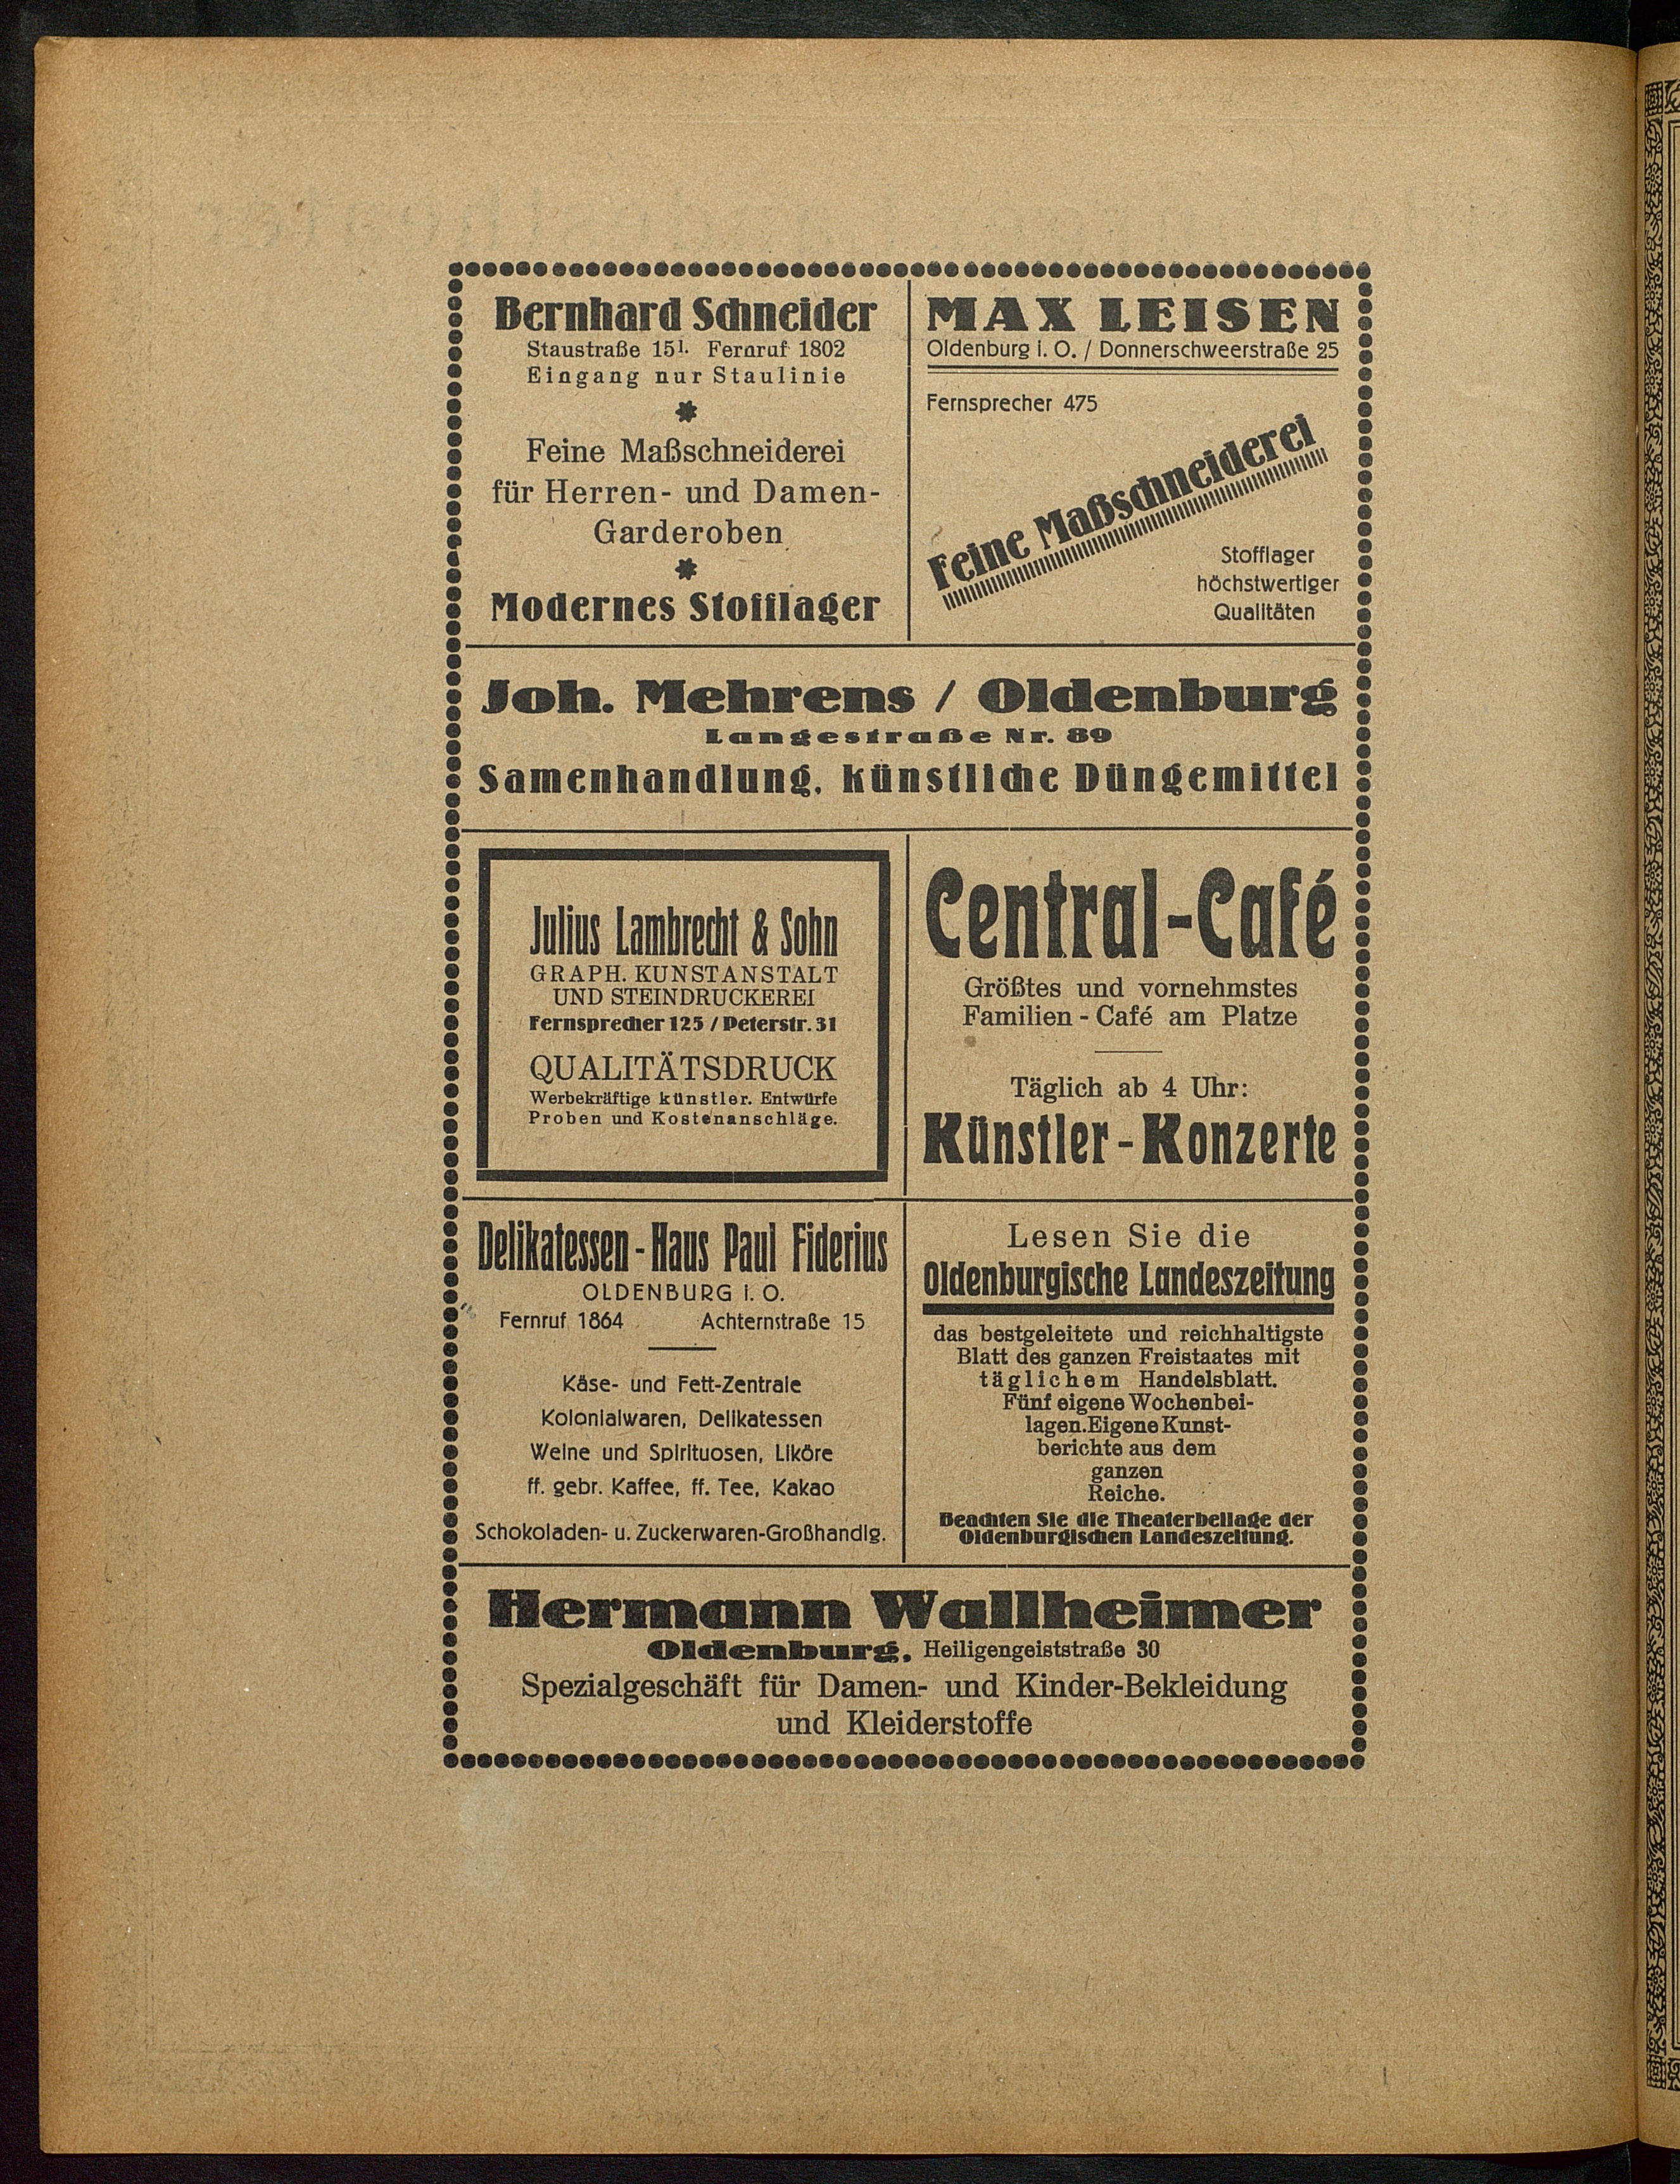 Bernhard Schneider
Staustraße 15¹. Fernruf 1802
Eingang nur Staulinie
Feine Maßschneiderei
für Herren- und Damen-
Garderoben
Modernes Stofflager
MAX LEISEN
Oldenburg i. O. / Donnerschweerstraße 25
Fernsprecher 475
Feine Maßschneiderei
Stofflager
höchstwertiger
Qualitäten
Joh. Mehrens / Oldenburg
Langestraße Nr. 89
Samenhandlung, künstliche Düngemittel
Julius Lambrecht & Sohn
GRAPH. KUNSTANSTALT
UND STEINDRUCKEREI
Fernsprecher 125 / Peterstr. 31
QUALITÄTSDRUCK
Werbekräftige künstler. Entwürfe
Proben und Kostenanschläge.
Central-Café
Größtes und vornehmstes
Familien-Café am Platze
Täglich ab 4 Uhr:
Künstler-Konzerte
Delikatessen-Haus Paul Fiderius
OLDENBURG i. O.
Fernruf 1864 Achternstraße 15
Käse- und Fett-Zentrale
Kolonialwaren, Delikatessen
Weine und Spirituosen, Liköre
ff. gebr. Kaffee, ff. Tee, Kakao
Schokoladen- u. Zuckerwaren-Großhandlg.
Lesen Sie die
Oldenburgische Landeszeitung
das bestgeleitete und reichhaltigste
Blatt des ganzen Freistaates mit
täglichem Handelsblatt.
Fünf eigene Wochenbei-
lagen. Eigene Kunst-
berichte aus dem
ganzen
Reiche.
Beachten Sie die Theaterbeilage der
Oldenburgischen Landeszeitung.
Hermann Wallheimer
Oldenburg, Heiligengeiststraße 30
Spezialgeschäft für Damen- und Kinder-Bekleidung
und Kleiderstoffe